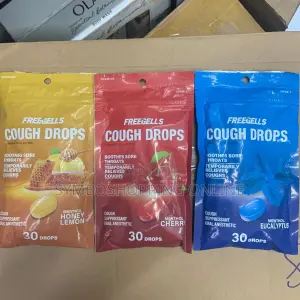 FREEGELLS
COUGH DROPS
SOOTHES SORE
THROATS
TEMPORARILY
RELIEVES
COUGHS
COUGH
SUPPRESSANT
ORAL ANESTHETIC
MENTHOL
HONEY
LEMON
30 DROPS
FREEGELLS
COUGH DROPS
SOOTHES SORE
THROATS
TEMPORARILY
RELIEVES
COUGHS
COUGH
SUPPRESSANT
ORAL ANESTHETIC
MENTHOL
CHERRY
30 DROPS
FREEGELLS
COUGH DROPS
SOOTHES SORE
THROATS
TEMPORARILY
RELIEVES
COUGHS
COUGH
SUPPRESSANT
ORAL ANESTHETIC
MENTHOL
EUCALYPTUS
30 DROPS